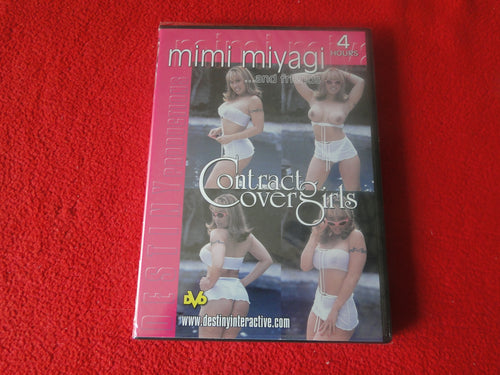 4
HOURS
mimi miyagi
...and friends
DESTINY
Contract
Cover girls
DVD
www.destinyinteractive.com